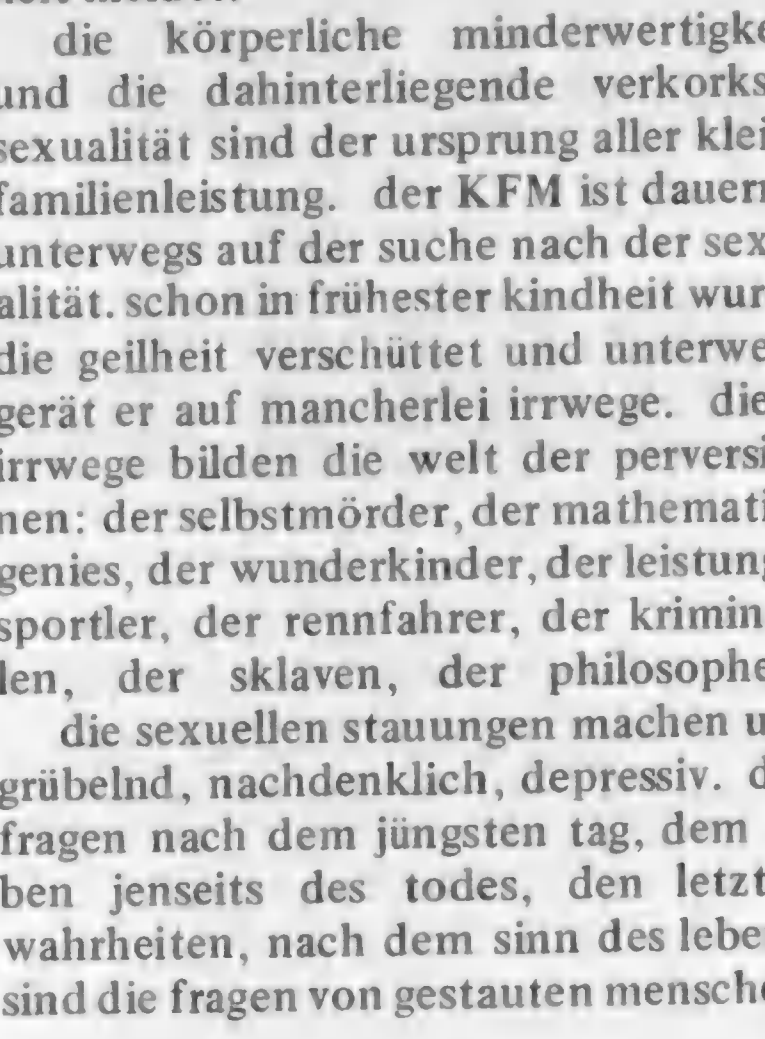 die körperliche minderwertigke
und die dahinterliegende verkorks
sexualität sind der ursprung aller klei
familienleistung. der KFM ist dauern
unterwegs auf der suche nach der sex
alität. schon in frühester kindheit wur
die geilheit verschüttet und unterwe
gerät er auf mancherlei irrwege. die
irrwege bilden die welt der perversi
nen: der selbstmörder, der mathemati
genies, der wunderkinder, der leistung
sportler, der rennfahrer, der krimin
len, der sklaven, der philosophe
die sexuellen stauungen machen u
grübelnd, nachdenklich, depressiv. d
fragen nach dem jüngsten tag, dem
ben jenseits des todes, den letzt
wahrheiten, nach dem sinn des lebe
sind die fragen von gestauten mensche